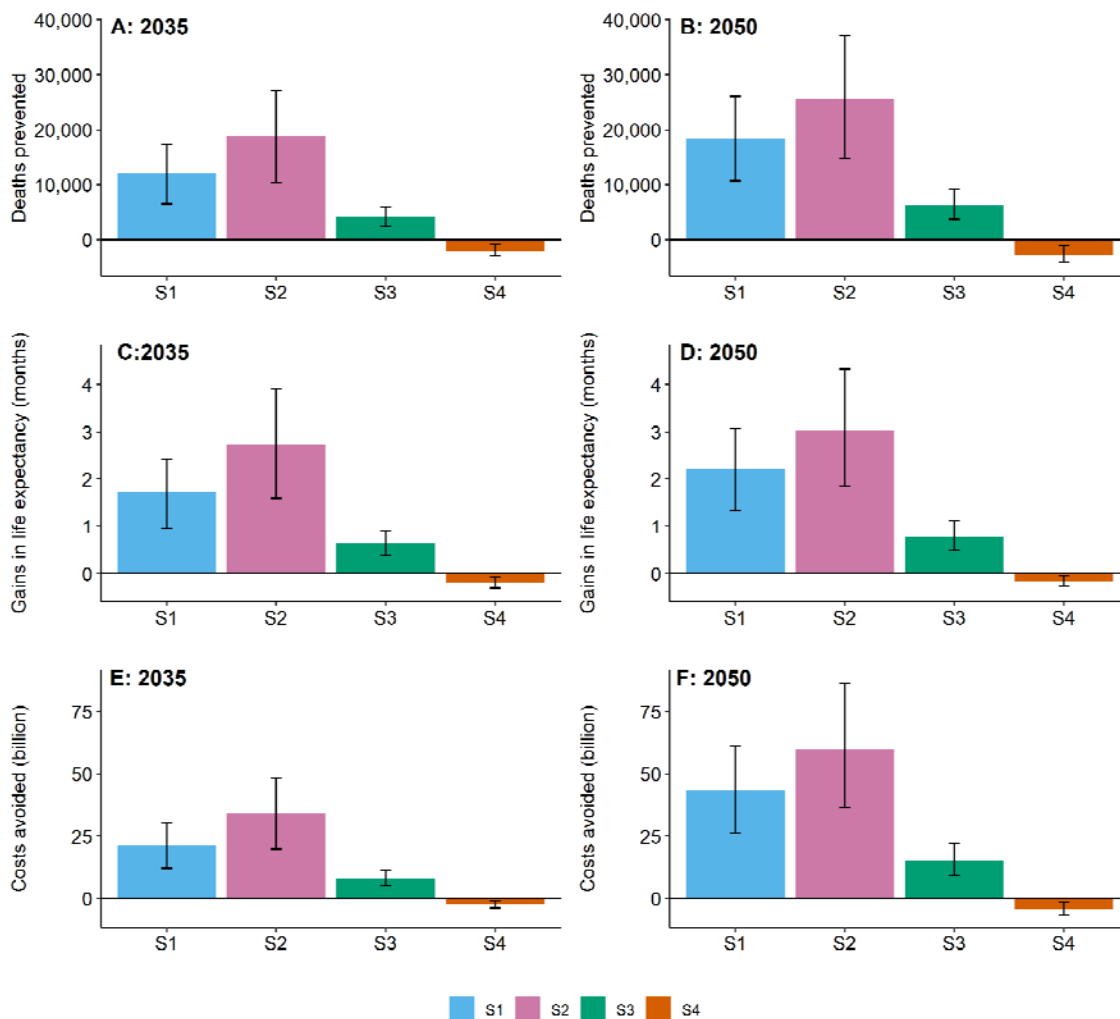 A: 2035
Deaths prevented
40,000
30,000
20,000
10,000
0
S1 S2 S3 S4
B: 2050
Deaths prevented
40,000
30,000
20,000
10,000
0
S1 S2 S3 S4
C:2035
Gains in life expectancy (months)
4
3
2
1
0
S1 S2 S3 S4
D: 2050
Gains in life expectancy (months)
4
3
2
1
0
S1 S2 S3 S4
E: 2035
Costs avoided (billion)
75
50
25
0
S1 S2 S3 S4
F: 2050
Costs avoided (billion)
75
50
25
0
S1 S2 S3 S4
S1 S2 S3 S4